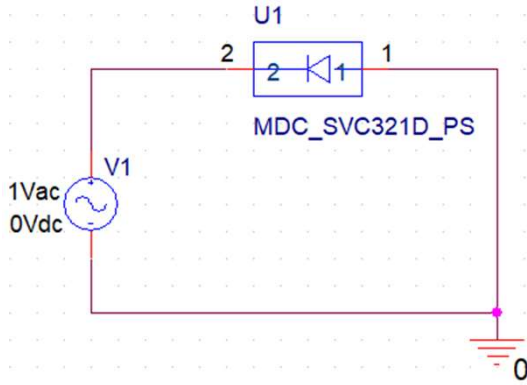 U1
2
1
2
1
MDC_SVC321D_PS
V1
1Vac
0Vdc
+
-
0